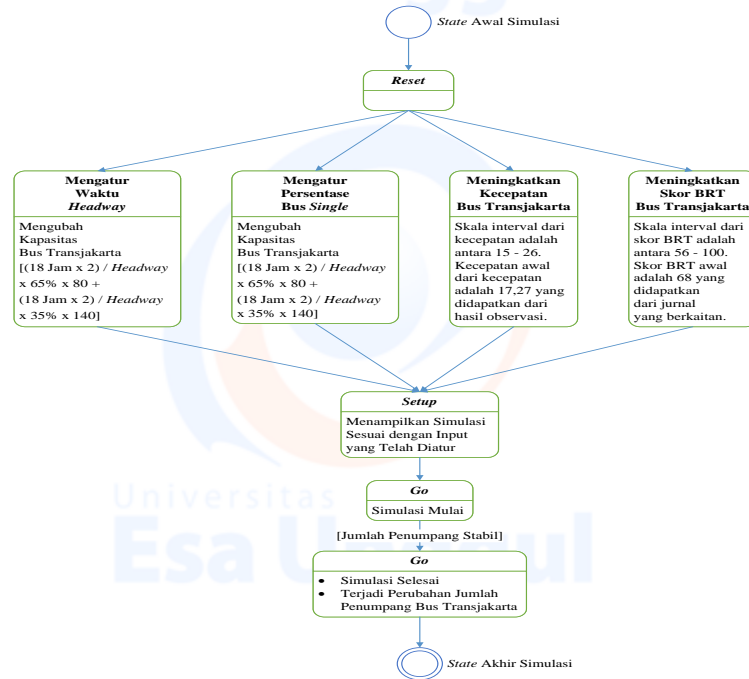 State Awal Simulasi
Reset
Mengatur
Waktu
Headway
Mengubah
Kapasitas
Bus Transjakarta
[(18 Jam x 2) / Headway
x 65% x 80 +
(18 Jam x 2) / Headway
x 35% x 140]
Mengatur
Persentase
Bus Single
Mengubah
Kapasitas
Bus Transjakarta
[(18 Jam x 2) / Headway
x 65% x 80 +
(18 Jam x 2) / Headway
x 35% x 140]
Meningkatkan
Kecepatan
Bus Transjakarta
Skala interval dari
kecepatan adalah
antara 15 - 26.
Kecepatan awal
dari kecepatan
adalah 17,27 yang
didapatkan dari
hasil observasi.
Meningkatkan
Skor BRT
Bus Transjakarta
Skala interval dari
skor BRT adalah
antara 56 - 100.
Skor BRT awal
adalah 68 yang
didapatkan
dari jurnal
yang berkaitan.
Setup
Menampilkan Simulasi
Sesuai dengan Input
yang Telah Diatur
Go
Simulasi Mulai
[Jumlah Penumpang Stabil]
Go
• Simulasi Selesai
• Terjadi Perubahan Jumlah
Penumpang Bus Transjakarta
State Akhir Simulasi
Universitas
Esa